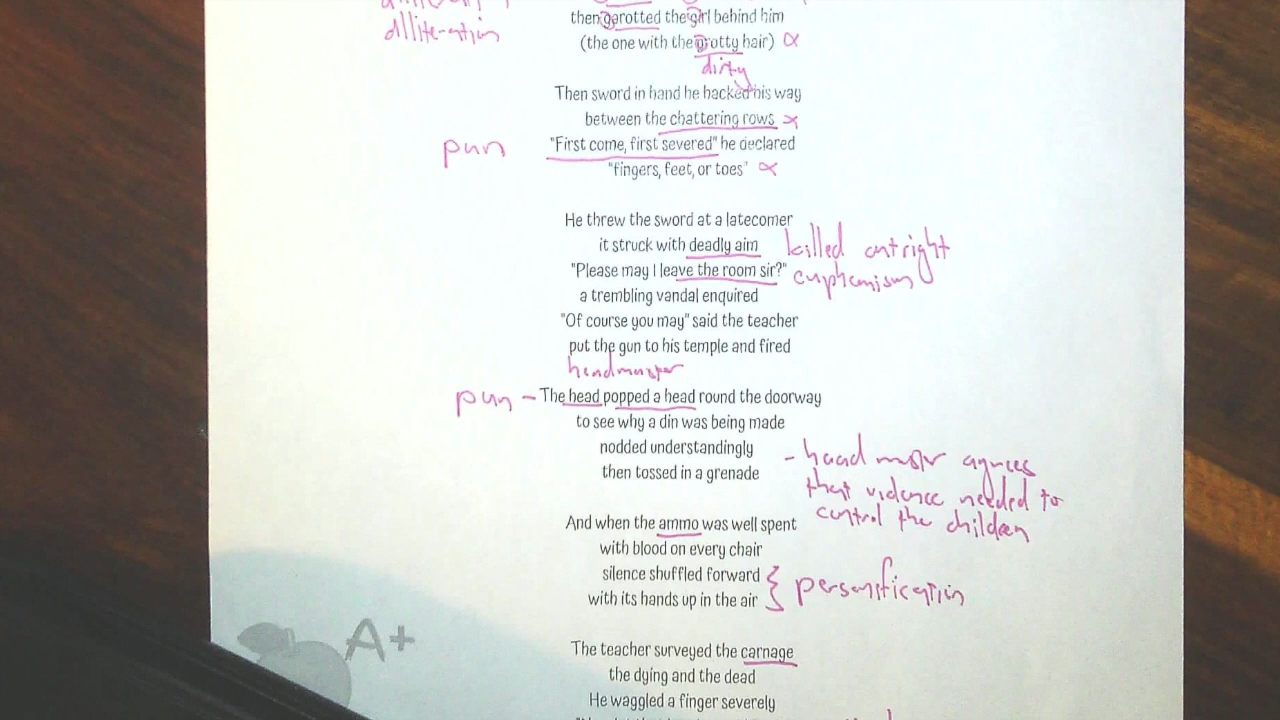 alliteration
then garotted the girl behind him
(the one with the grotty hair)
dirty
Then sword in hand he hacked his way
between the chattering rows
pun
"First come, first severed" he declared
"fingers, feet, or toes"
He threw the sword at a latecomer
it struck with deadly aim
killed outright
"Please may I leave the room sir?"
euphemism
a trembling vandal enquired
"Of course you may" said the teacher
put the gun to his temple and fired
headmaster
pun - The head popped a head round the doorway
to see why a din was being made
nodded understandingly
then tossed in a grenade
- head master agrees
that violence needed to
control the children
And when the ammo was well spent
with blood on every chair
silence shuffled forward
with its hands up in the air
personification
A+
The teacher surveyed the carnage
the dying and the dead
He waggled a finger severely